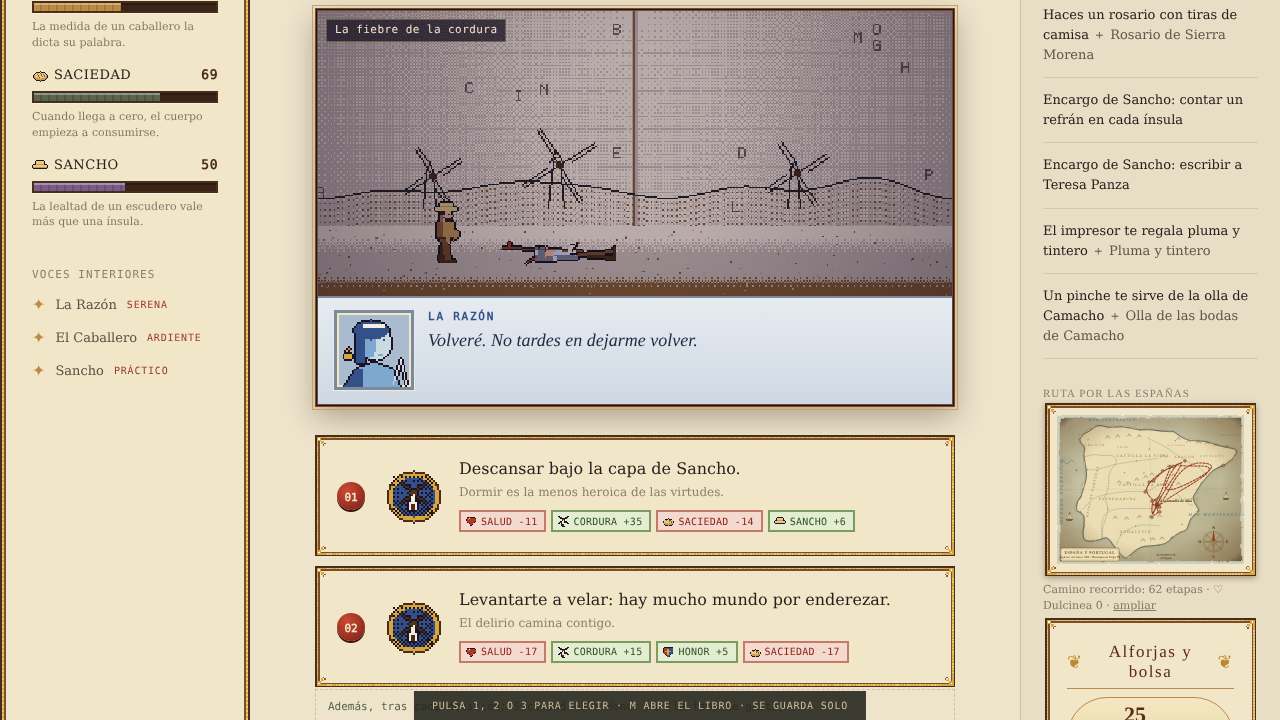 La medida de un caballero la
dicta su palabra.
SACIEDAD 69
Cuando llega a cero, el cuerpo
empieza a consumirse.
SANCHO 50
La lealtad de un escudero vale
más que una ínsula.
VOCES INTERIORES
La Razón SERENA
El Caballero ARDIENTE
Sancho PRÁCTICO
La fiebre de la cordura
B
M
O
G
H
C
I
N
E
D
P
L
LA RAZÓN
Volveré. No tardes en dejarme volver.
01
Descansar bajo la capa de Sancho.
Dormir es la menos heroica de las virtudes.
SALUD -11 CORDURA +35 SACIEDAD -14 SANCHO +6
02
Levantarte a velar: hay mucho mundo por enderezar.
El delirio camina contigo.
SALUD -17 CORDURA +15 HONOR +5 SACIEDAD -17
Además, tras
PULSA 1, 2 O 3 PARA ELEGIR · M ABRE EL LIBRO · SE GUARDA SOLO
Haces un rosario con tiras de
camisa + Rosario de Sierra
Morena
Encargo de Sancho: contar un
refrán en cada ínsula
Encargo de Sancho: escribir a
Teresa Panza
El impresor te regala pluma y
tintero + Pluma y tintero
Un pinche te sirve de la olla de
Camacho + Olla de las bodas
de Camacho
RUTA POR LAS ESPAÑAS
ESPAÑA Y PORTUGAL
Camino recorrido: 62 etapas · ♡
Dulcinea 0 · ampliar
Alforjas y
bolsa
25